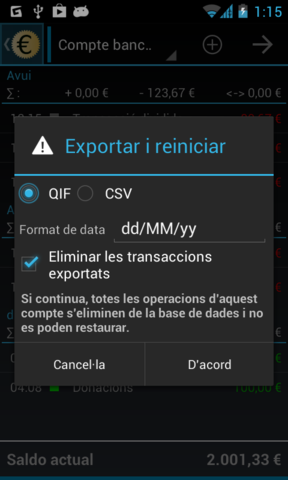 1:15
Compte banc..
Avui
Σ: + 0,00 € - 123,67 € <-> 0,00 €
Exportar i reiniciar
QIF CSV
Format de data dd/MM/yy
Eliminar les transaccions
exportats
Si continua, totes les operacions d'aquest
compte s'eliminen de la base de dades i no
es poden restaurar.
Cancel·la D'acord
04:08 Donacions 100,00 €
Saldo actual 2.001,33 €